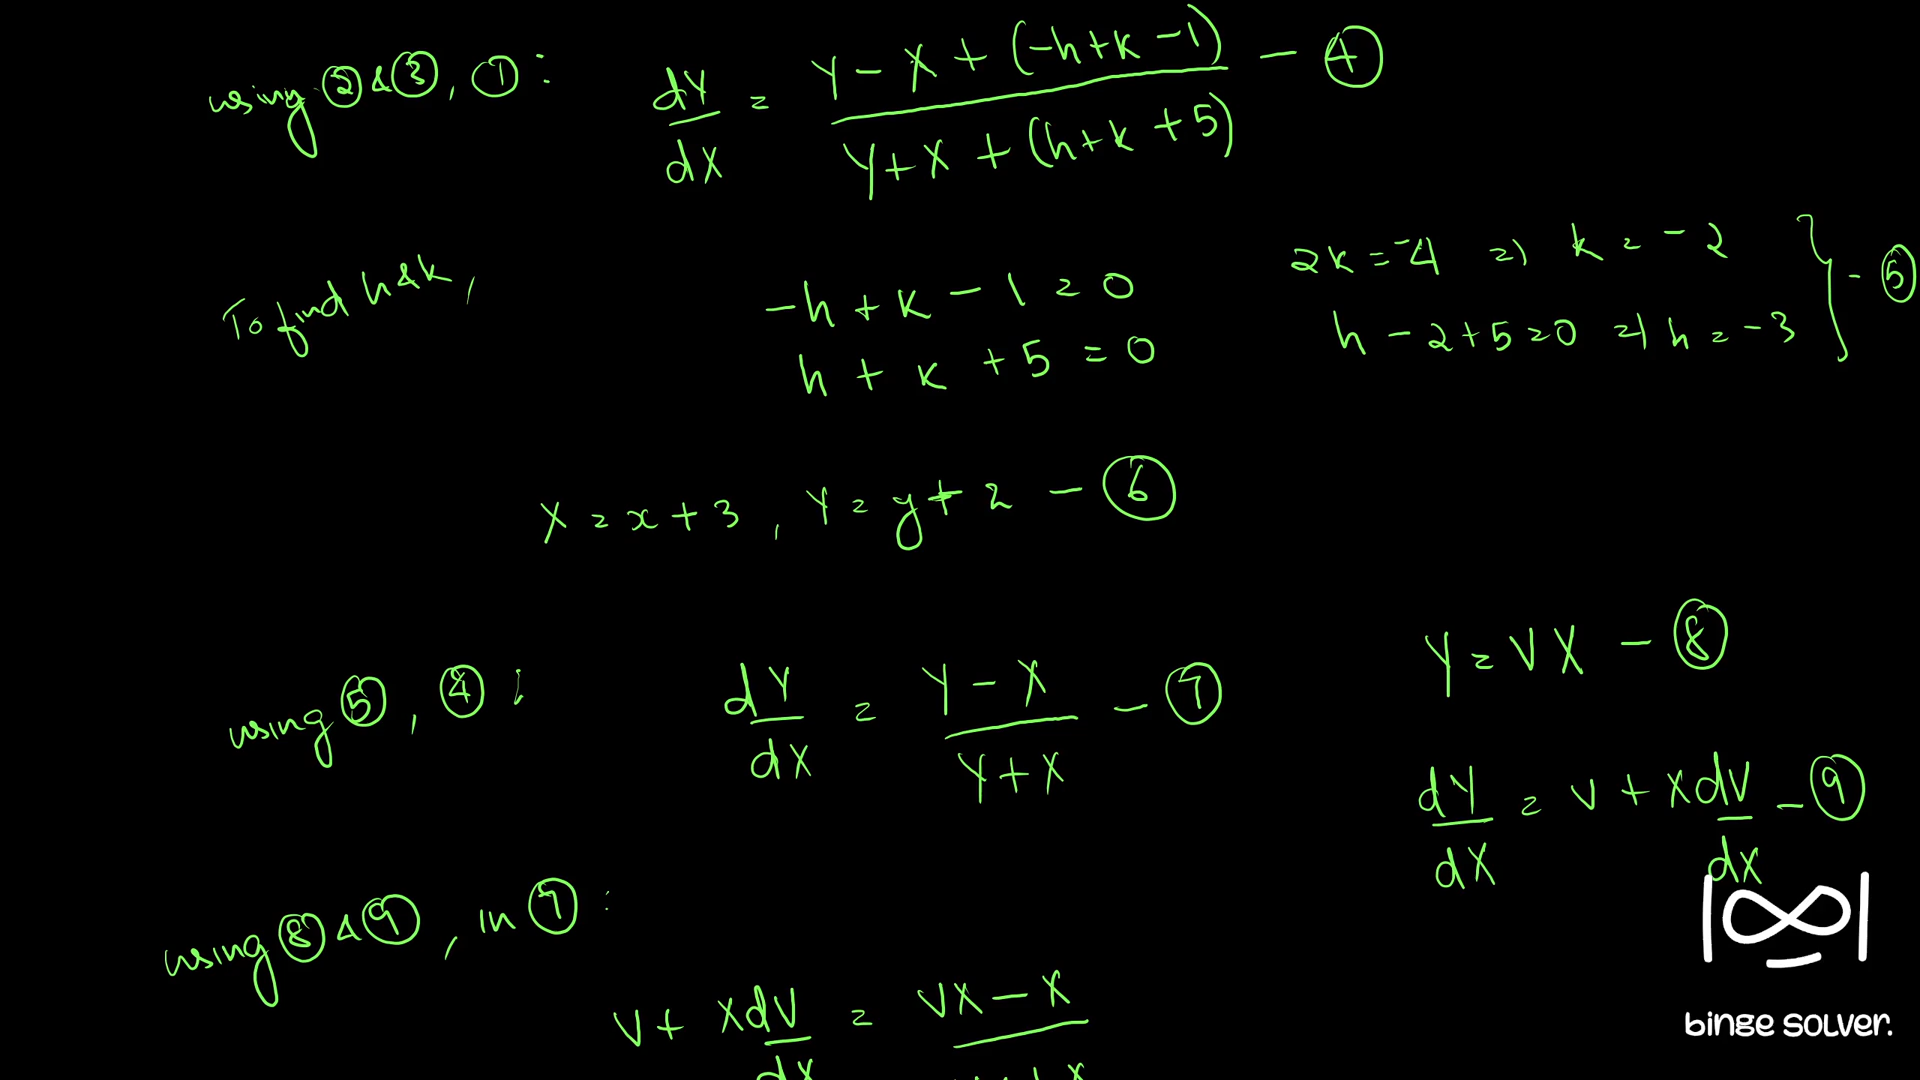 using ② & ③, ①: dY/dX = Y - X + (-h+k-1) / Y+X + (h+k+5) - ④
To find h & k,
-h + k - 1 = 0
h + k + 5 = 0
2k = -4 => k = -2
h - 2 + 5 = 0 => h = -3 } - ⑤
X = x + 3, Y = y + 2 - ⑥
using ⑤, ④: dY/dX = Y - X / Y + X - ⑦
Y = VX - ⑧
dY/dX = V + X dV/dX - ⑨
using ⑧ & ⑨, in ⑦:
V + X dV/dX = VX - X
binge solver.